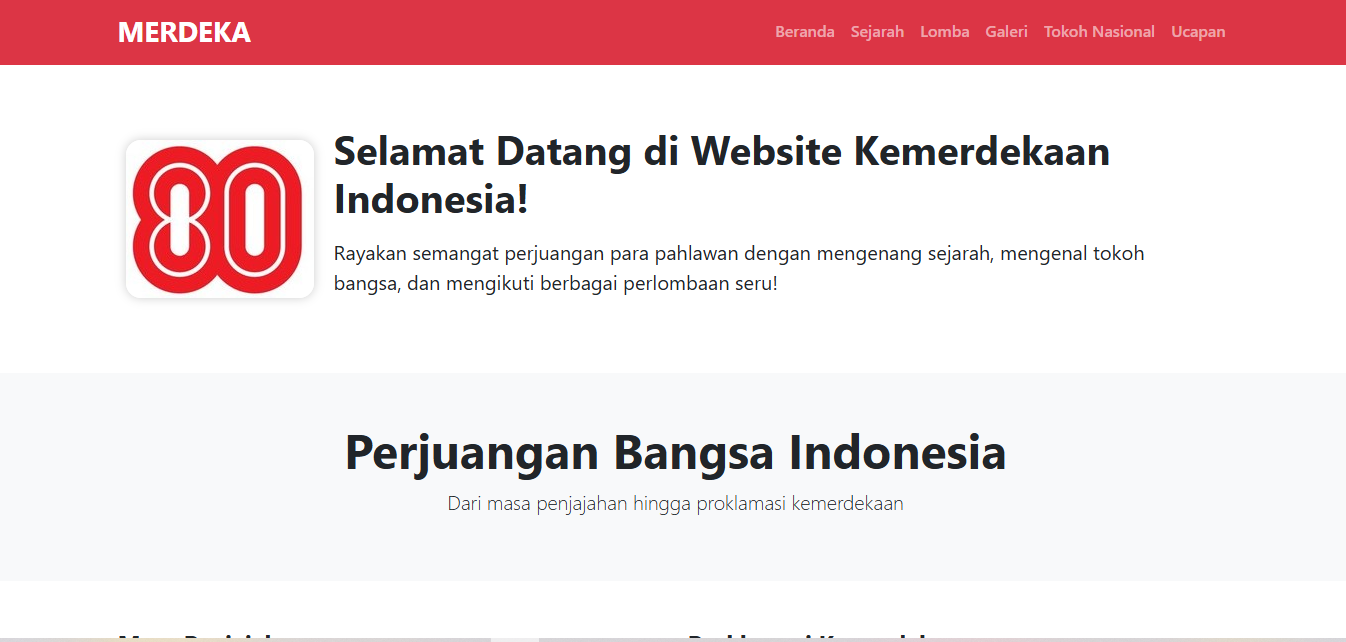 MERDEKA
Beranda Sejarah Lomba Galeri Tokoh Nasional Ucapan
80
Selamat Datang di Website Kemerdekaan
Indonesia!
Rayakan semangat perjuangan para pahlawan dengan mengenang sejarah, mengenal tokoh
bangsa, dan mengikuti berbagai perlombaan seru!
Perjuangan Bangsa Indonesia
Dari masa penjajahan hingga proklamasi kemerdekaan